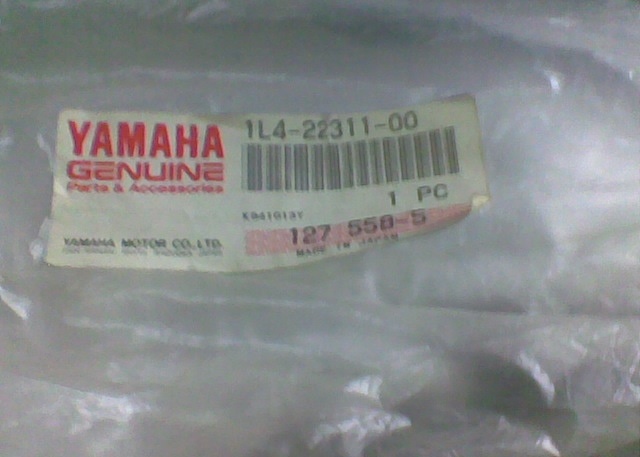 YAMAHA
GENUINE
Parts & Accessories
YAMAHA MOTOR CO., LTD.
1L4-22311-00
1 PC
K941013Y
127 558-5
MADE IN JAPAN